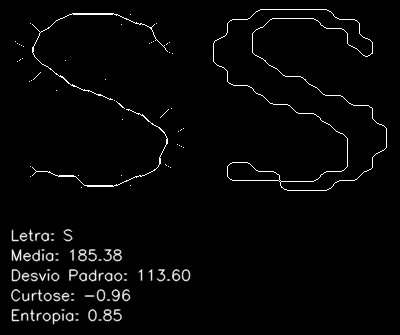 S S
Letra: S
Media: 185.38
Desvio Padrao: 113.60
Curtose: −0.96
Entropia: 0.85